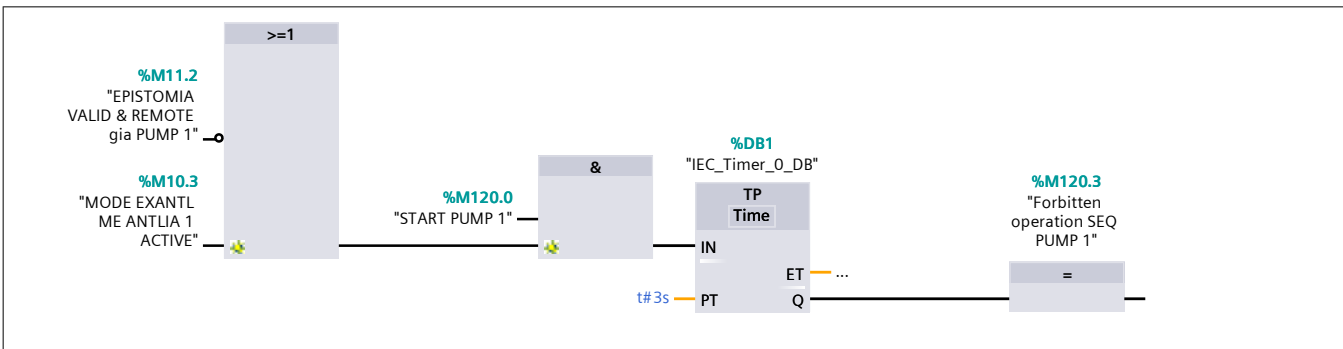 >=1
%M11.2
"EPISTOMIA
VALID & REMOTE
gia PUMP 1"
%M10.3
"MODE EXANTL
ME ANTLIA 1
ACTIVE"
&
%M120.0
"START PUMP 1"
%DB1
"IEC_Timer_0_DB"
TP
Time
IN
ET ...
t#3s PT Q
%M120.3
"Forbitten
operation SEQ
PUMP 1"
=